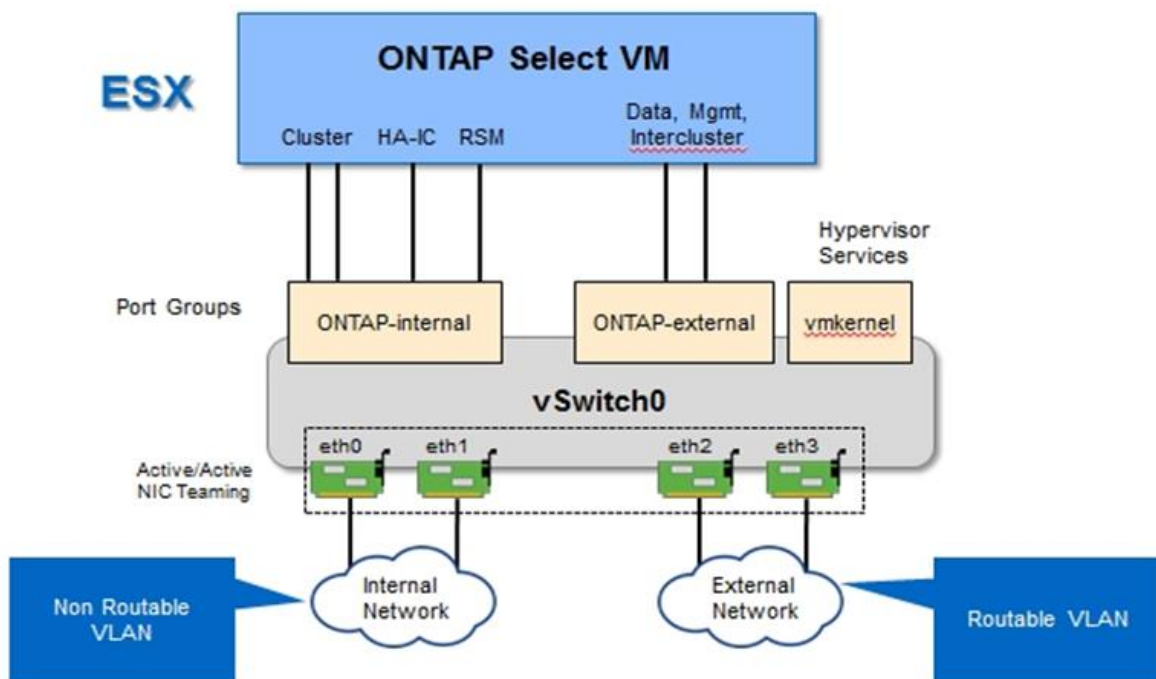 ONTAP Select VM
ESX
Data, Mgmt,
Cluster HA-IC RSM Intercluster
Hypervisor
Services
Port Groups
ONTAP-internal ONTAP-external vmkernel
vSwitch0
eth0 eth1 eth2 eth3
Active/Active
NIC Teaming
Internal
Network
External
Network
Non Routable
VLAN
Routable VLAN